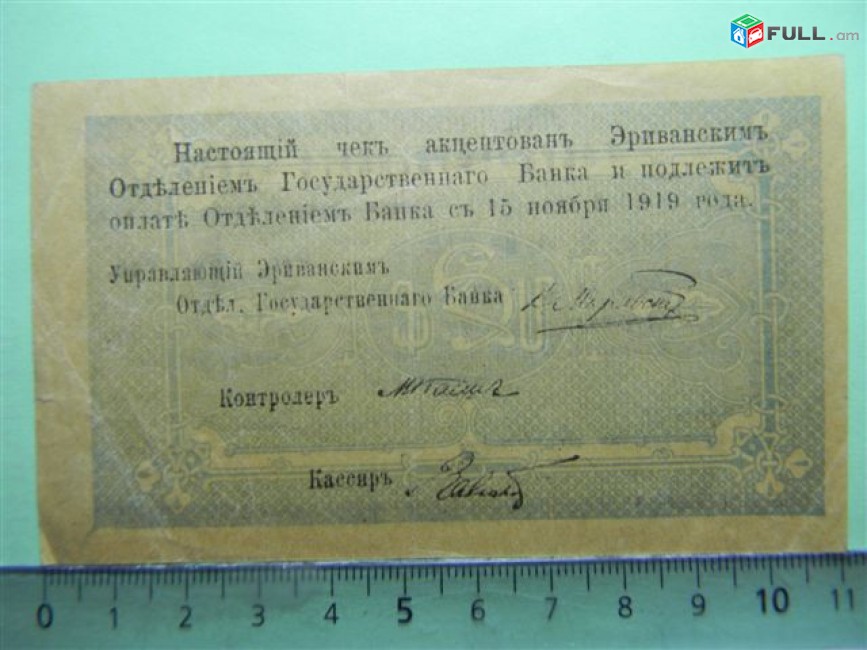 FULL.am
Настоящій чекъ акцептованъ Эриванскимъ
Отдѣленіемъ Государственнаго Банка и подлежитъ
оплатѣ Отдѣленіемъ Банка съ 15 ноября 1919 года.
Управляющій Эриванскимъ
Отдѣл. Государственнаго Банка
Контролеръ
Кассиръ
0 1 2 3 4 5 6 7 8 9 10 11